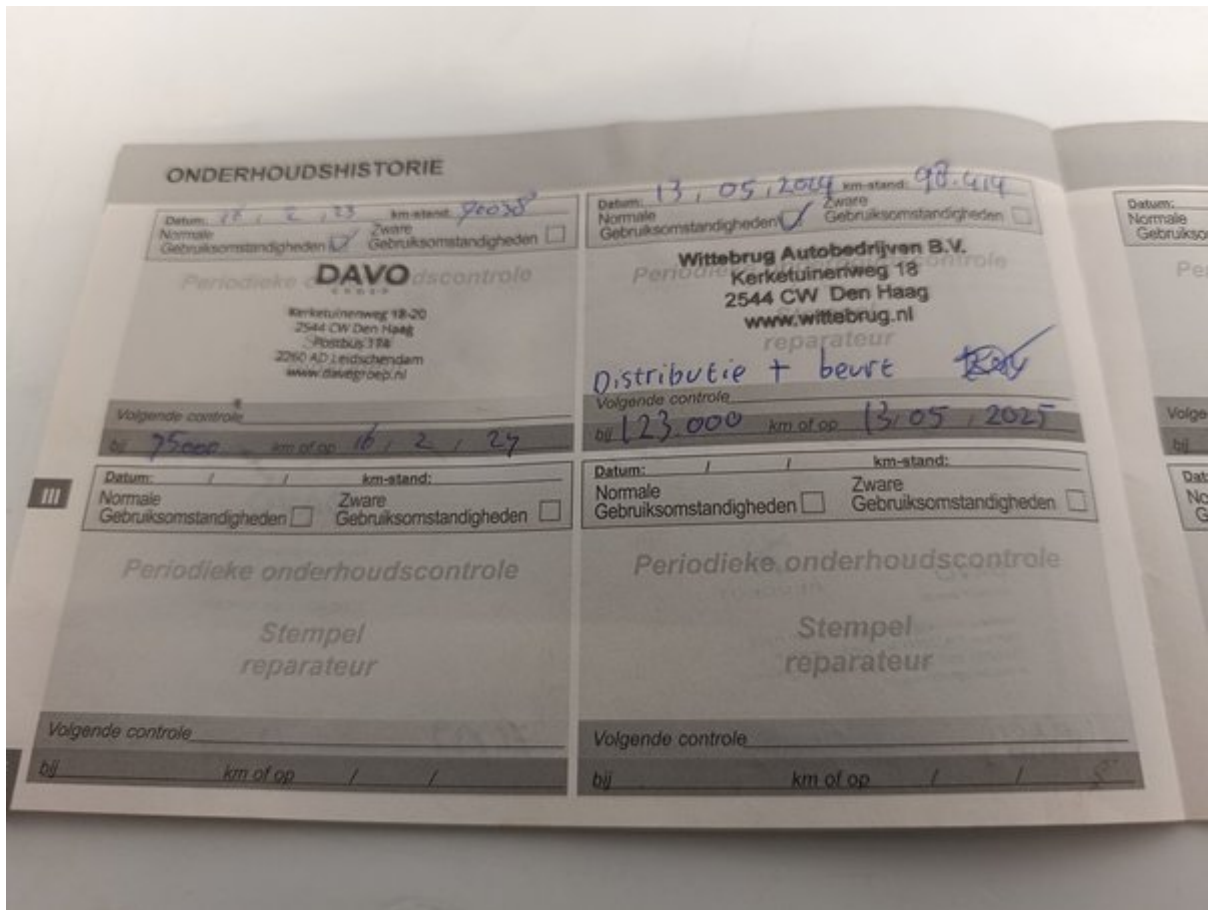 ONDERHOUDSHISTORIE
Datum: 2 , 23 km-stand: 90038
Normale Gebruiksomstandigheden Zware Gebruiksomstandigheden
Periodieke dscontrole
DAVO
Kerketuinenweg 18-20
2544 CW Den Haag
Postbus 174
2260 AD Leidschendam
www.davogroep.nl
Volgende controle
bij 95000 km of op 16 , 2 , 24
Datum: 13 , 05 , 2024 km-stand: 98.414
Normale Gebruiksomstandigheden Zware Gebruiksomstandigheden
Wittebrug Autobedrijven B.V.
Kerketuinenweg 18
2544 CW Den Haag
www.wittebrug.nl
reparateur
Distributie + beurt
Volgende controle
bij 123.000 km of op 13 , 05 , 2025
III
Datum: / / km-stand:
Normale Gebruiksomstandigheden Zware Gebruiksomstandigheden
Periodieke onderhoudscontrole
Stempel
reparateur
Volgende controle
bij km of op / /
Datum: / / km-stand:
Normale Gebruiksomstandigheden Zware Gebruiksomstandigheden
Periodieke onderhoudscontrole
Stempel
reparateur
Volgende controle
bij km of op / /
Datum:
Normale